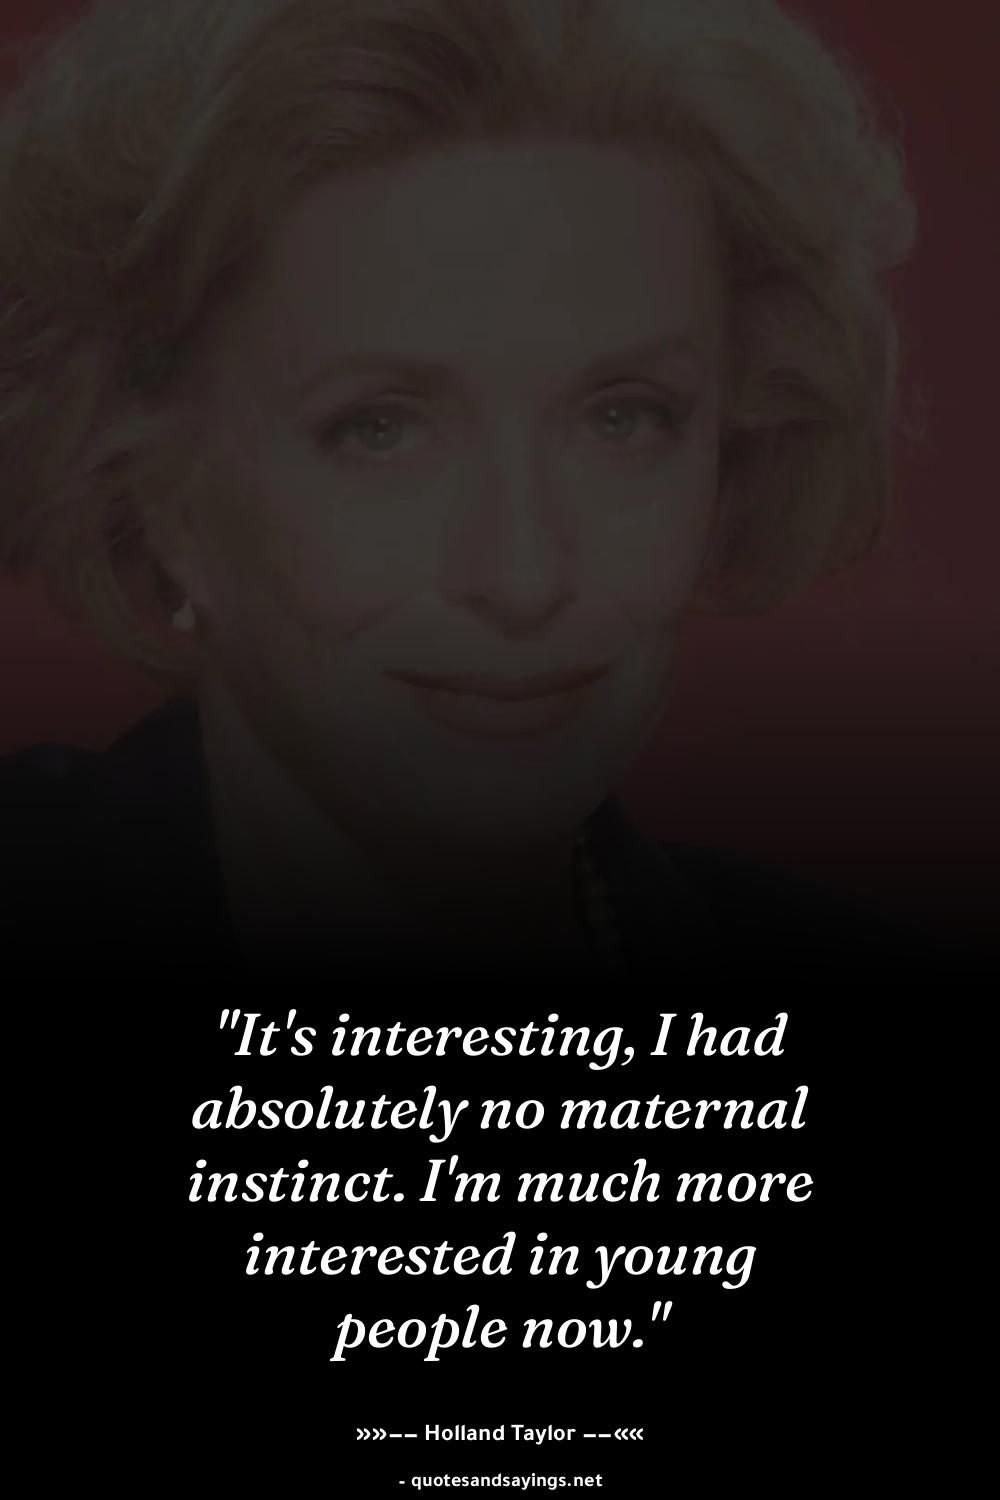 "It's interesting, I had
absolutely no maternal
instinct. I'm much more
interested in young
people now."
»»–– Holland Taylor ––««
- quotesandsayings.net